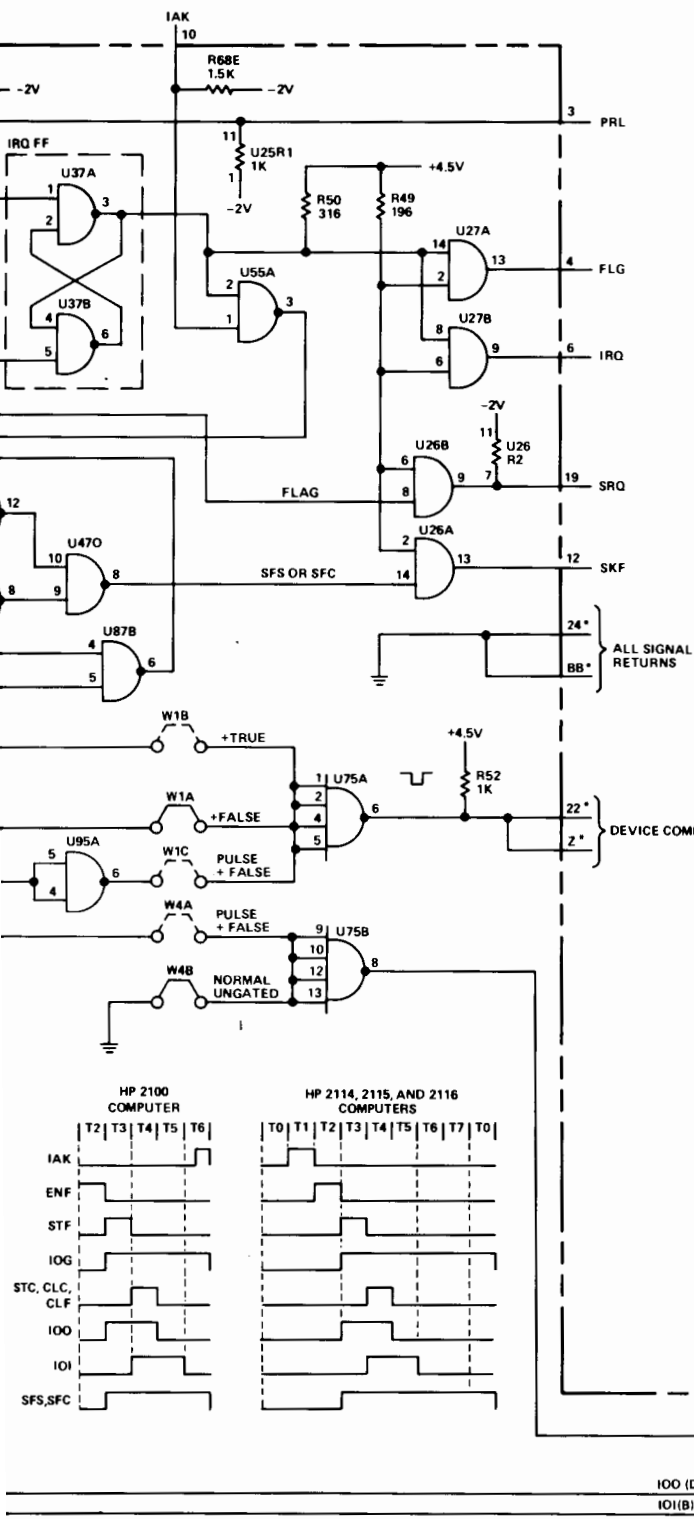 IAK
10
R68E
1.5K
-2V
-2V
3
PRL
11
U25R1
1K
1
-2V
IRQ FF
U37A
1
2
3
+4.5V
R50
316
R49
196
U27A
14
2
13
4
FLG
U55A
2
1
3
U37B
4
5
6
U27B
8
6
9
6
IRQ
-2V
11
U26
R2
7
U26B
6
8
9
19
SRQ
FLAG
12
U26A
2
14
13
12
SKF
U47O
10
9
8
8
SFS OR SFC
U87B
4
5
6
24*
BB*
ALL SIGNAL
RETURNS
W1B
+TRUE
+4.5V
R52
1K
U75A
1
2
4
5
6
22*
Z*
DEVICE COM
W1A
+FALSE
U95A
5
4
6
W1C
PULSE
+ FALSE
W4A
PULSE
+ FALSE
U75B
9
10
12
13
8
W4B
NORMAL
UNGATED
HP 2100
COMPUTER
HP 2114, 2115, AND 2116
COMPUTERS
T2 T3 T4 T5 T6
T0 T1 T2 T3 T4 T5 T6 T7 T0
IAK
ENF
STF
IOG
STC, CLC,
CLF
IOO
IOI
SFS,SFC
IOO (D
IOI(B)